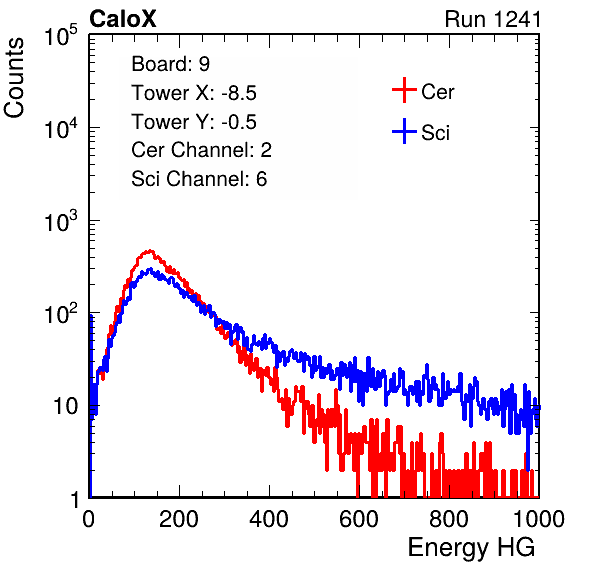 CaloX Run 1241
Counts
Board: 9
Tower X: -8.5
Tower Y: -0.5
Cer Channel: 2
Sci Channel: 6
Cer
Sci
10^5
10^4
10^3
10^2
10
1
0 200 400 600 800 1000
Energy HG